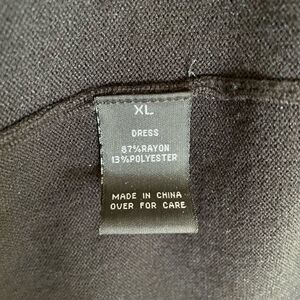 XL
DRESS
87%RAYON
13%POLYESTER
MADE IN CHINA
OVER FOR CARE